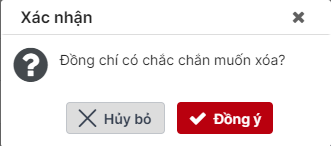 Xác nhận
Đồng chí có chắc chắn muốn xóa?
Hủy bỏ
Đồng ý